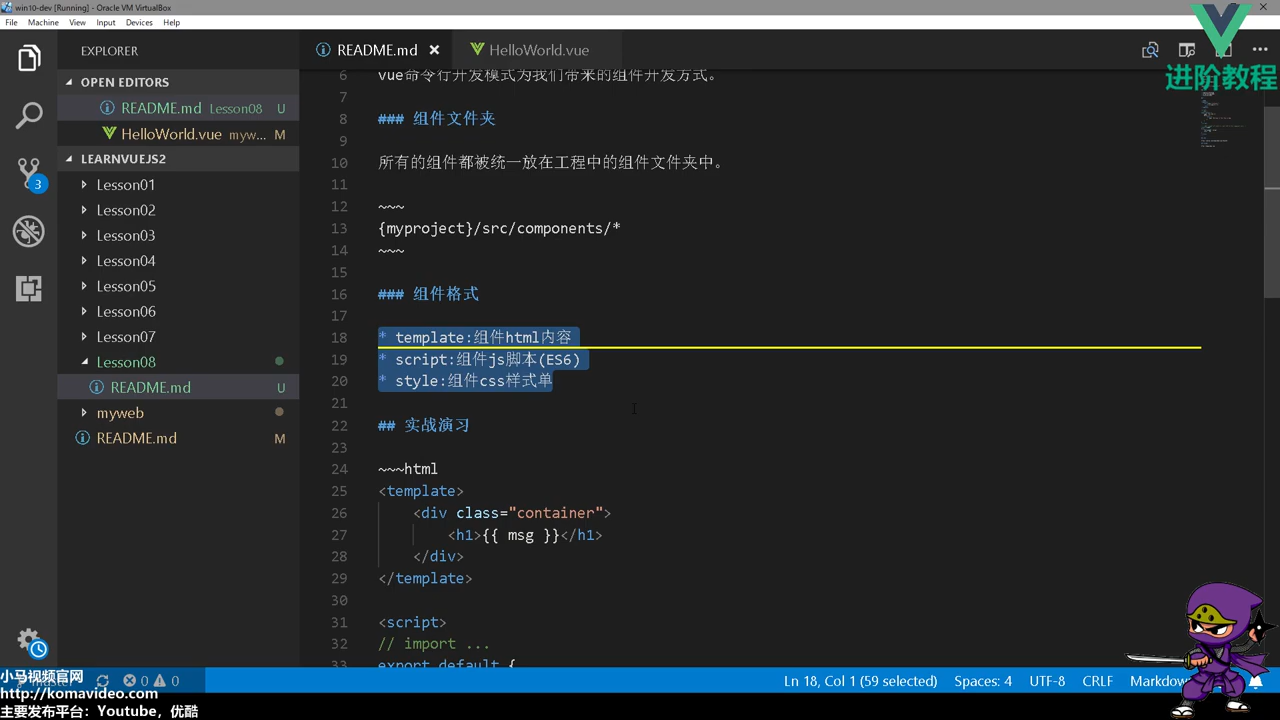 win10-dev [Running] - Oracle VM VirtualBox
File Machine View Input Devices Help
EXPLORER
README.md
HelloWorld.vue
进阶教程
OPEN EDITORS
README.md Lesson08 U
HelloWorld.vue myw... M
LEARNVUEJS2
Lesson01
Lesson02
Lesson03
Lesson04
Lesson05
Lesson06
Lesson07
Lesson08
README.md U
myweb
README.md M
3
6 vue命令行开发模式为我们带来的组件开发方式。
7
8 ### 组件文件夹
9
10 所有的组件都被统一放在工程中的组件文件夹中。
11
12 ~~~
13 {myproject}/src/components/*
14 ~~~
15
16 ### 组件格式
17
18 * template:组件html内容
19 * script:组件js脚本(ES6)
20 * style:组件css样式单
21
22 ## 实战演习
23
24 ~~~html
25 <template>
26 <div class="container">
27 <h1>{{ msg }}</h1>
28 </div>
29 </template>
30
31 <script>
32 // import ...
33 export default {
小马视频官网
http://komavideo.com
主要发布平台：Youtube，优酷
0 0
Ln 18, Col 1 (59 selected) Spaces: 4 UTF-8 CRLF